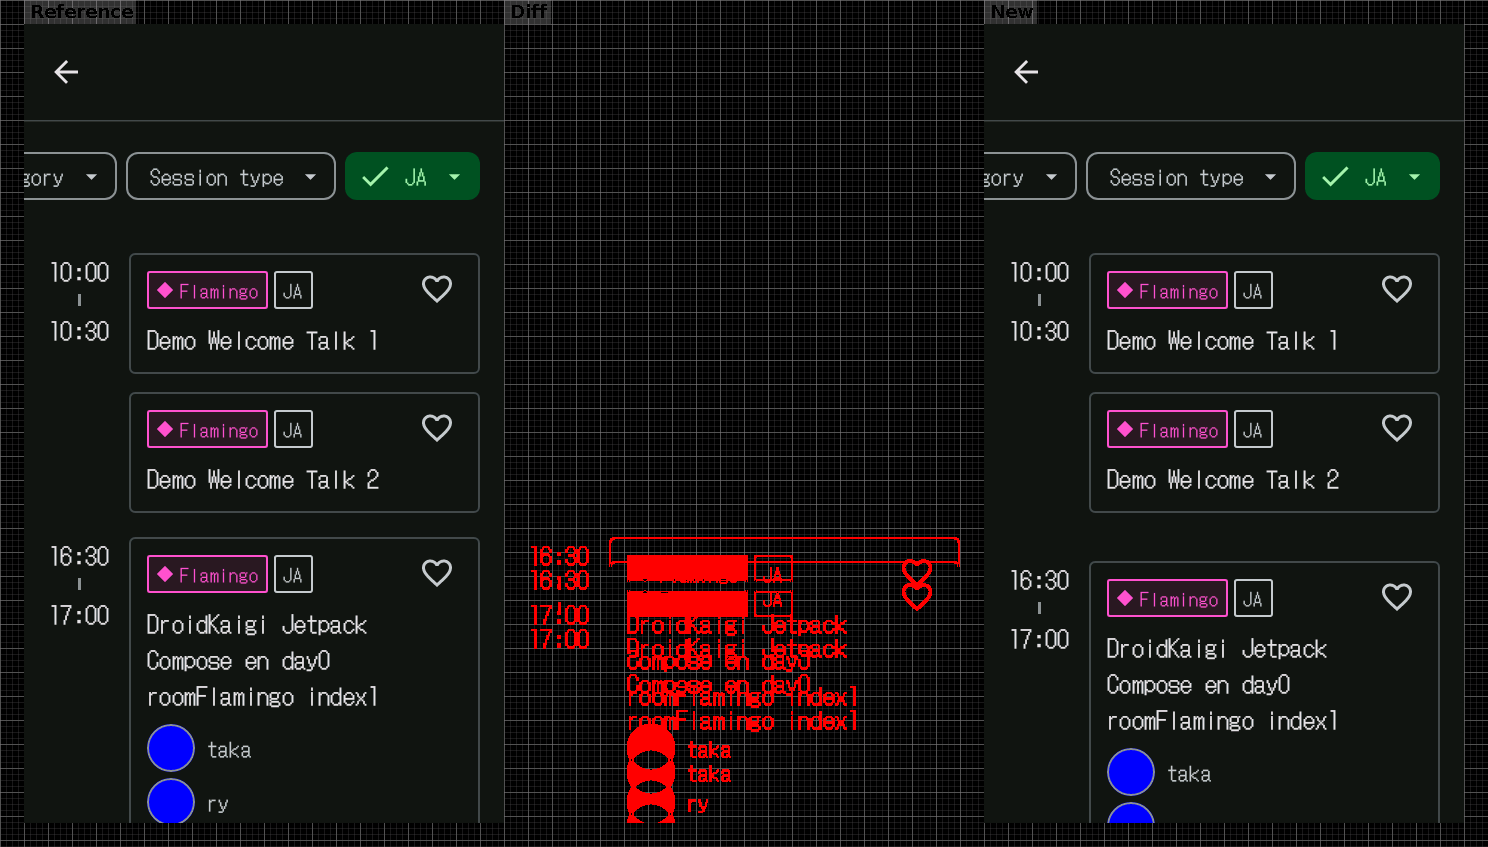 Reference
gory
Session type
JA
10:00
10:30
Flamingo
JA
Demo Welcome Talk 1
Flamingo
JA
Demo Welcome Talk 2
16:30
17:00
Flamingo
JA
DroidKaigi Jetpack
Compose en day0
roomFlamingo index1
taka
ry
Diff
16:30
16:30
17:00
17:00
JA
JA
DroidKaigi Jetpack
DroidKaigi Jetpack
Compose en day0
Compose en day0
roomFlamingo index1
roomFlamingo index1
taka
taka
ry
New
gory
Session type
JA
10:00
10:30
Flamingo
JA
Demo Welcome Talk 1
Flamingo
JA
Demo Welcome Talk 2
16:30
17:00
Flamingo
JA
DroidKaigi Jetpack
Compose en day0
roomFlamingo index1
taka